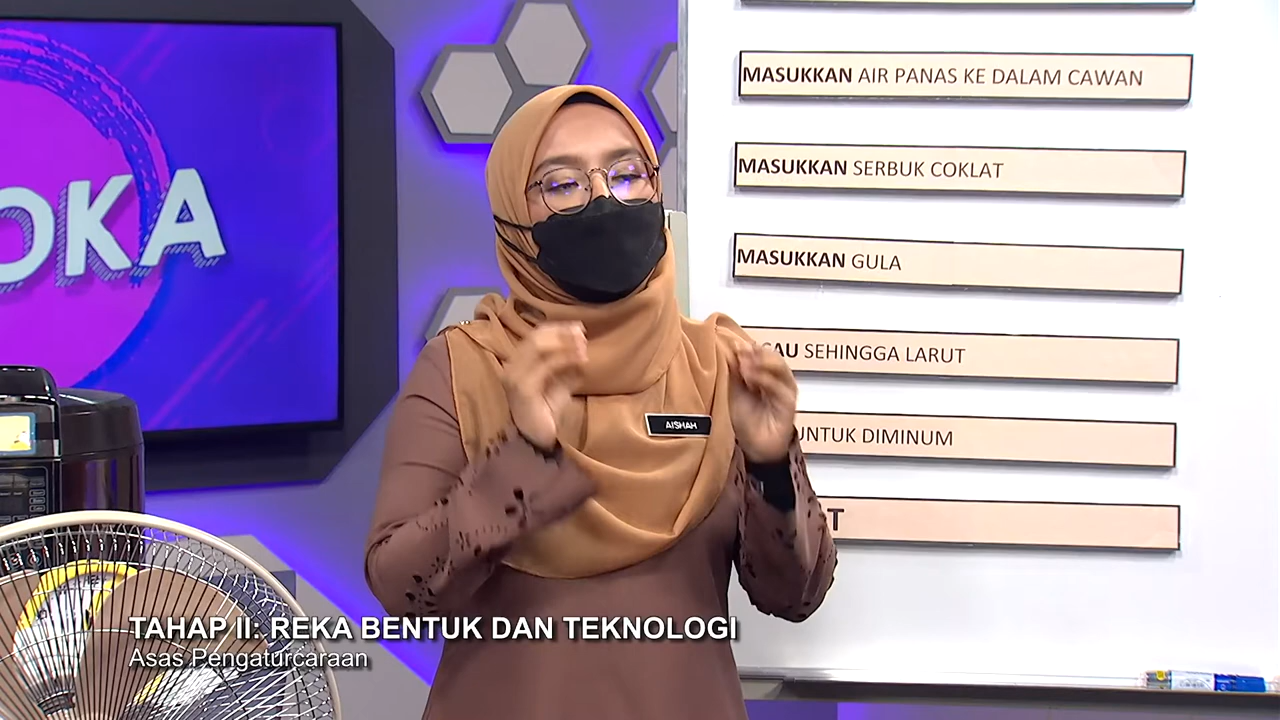 OKA
MASUKKAN AIR PANAS KE DALAM CAWAN
MASUKKAN SERBUK COKLAT
MASUKKAN GULA
SEHINGGA LARUT
UNTUK DIMINUM
AISHAH
TAHAP II: REKA BENTUK DAN TEKNOLOGI
Asas Pengaturcaraan